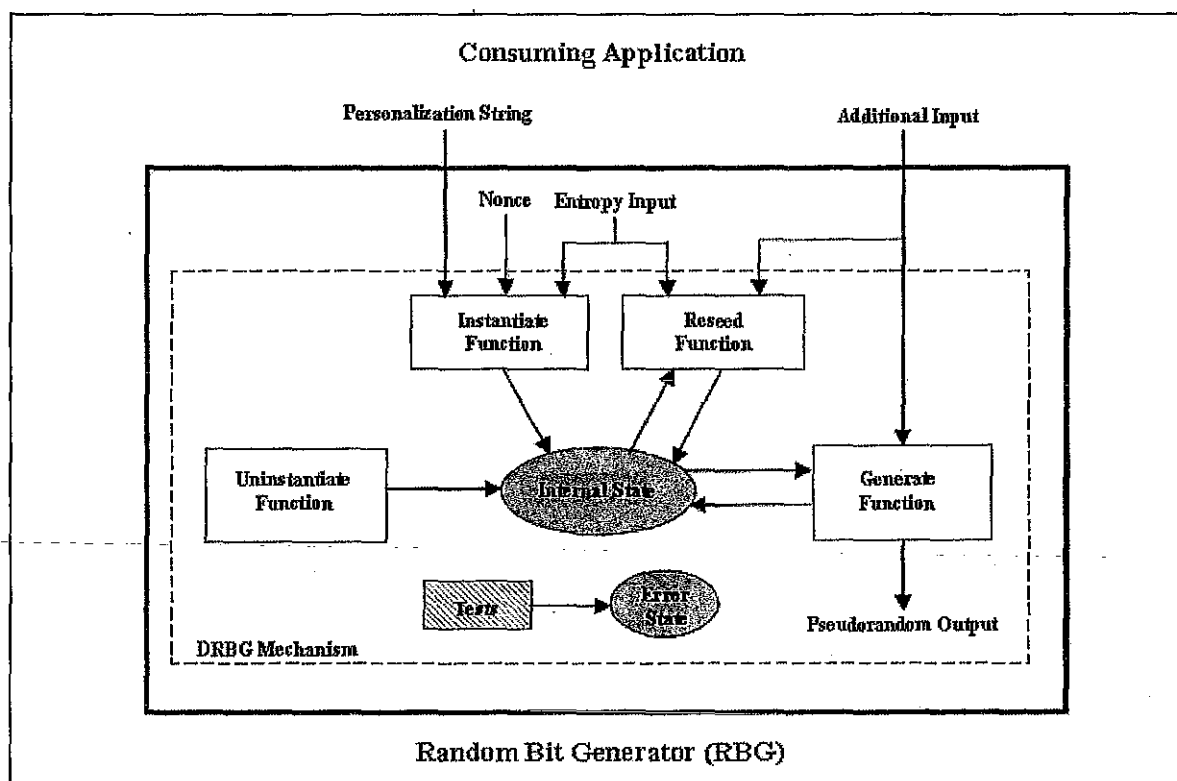 Consuming Application
Personalization String
Additional Input
Nonce
Entropy Input
Instantiate
Function
Reseed
Function
Uninstantiate
Function
Internal State
Generate
Function
Tests
Error
State
Pseudorandom Output
DRBG Mechanism
Random Bit Generator (RBG)